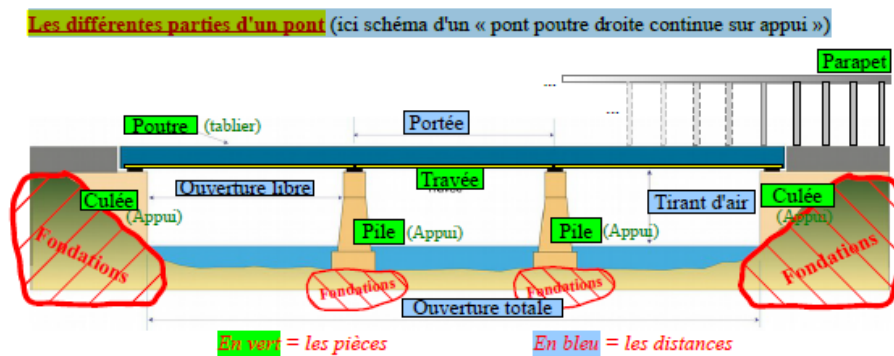 Les différentes parties d'un pont (ici schéma d'un « pont poutre droite continue sur appui »)
Parapet
...
...
Poutre (tablier)
Portée
Culée
(Appui)
Ouverture libre
Travée
Tirant d'air
Culée
(Appui)
Pile (Appui)
Pile (Appui)
Fondations
Fondations
Fondations
Fondations
Ouverture totale
En vert = les pièces
En bleu = les distances